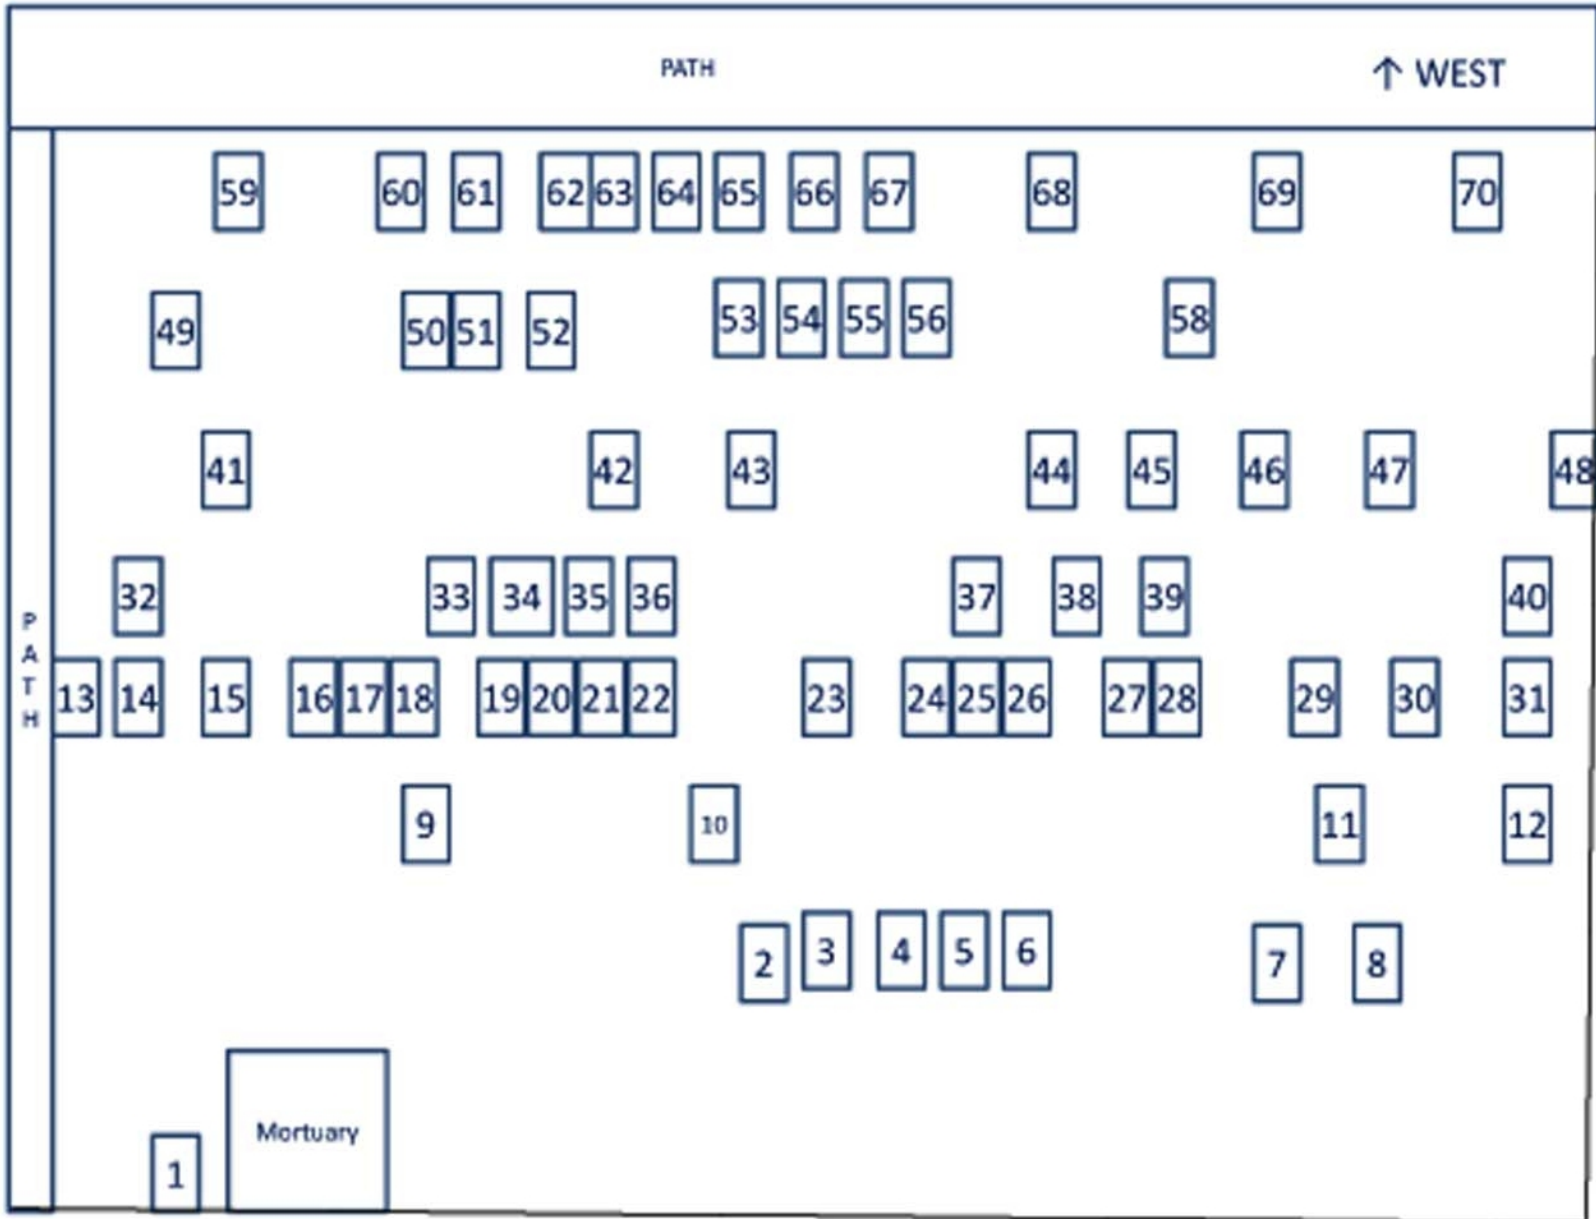 PATH
↑ WEST
59 60 61 62 63 64 65 66 67 68 69 70
49 50 51 52 53 54 55 56 58
41 42 43 44 45 46 47 48
32 33 34 35 36 37 38 39 40
PATH
13 14 15 16 17 18 19 20 21 22 23 24 25 26 27 28 29 30 31
9 10 11 12
2 3 4 5 6 7 8
Mortuary
1